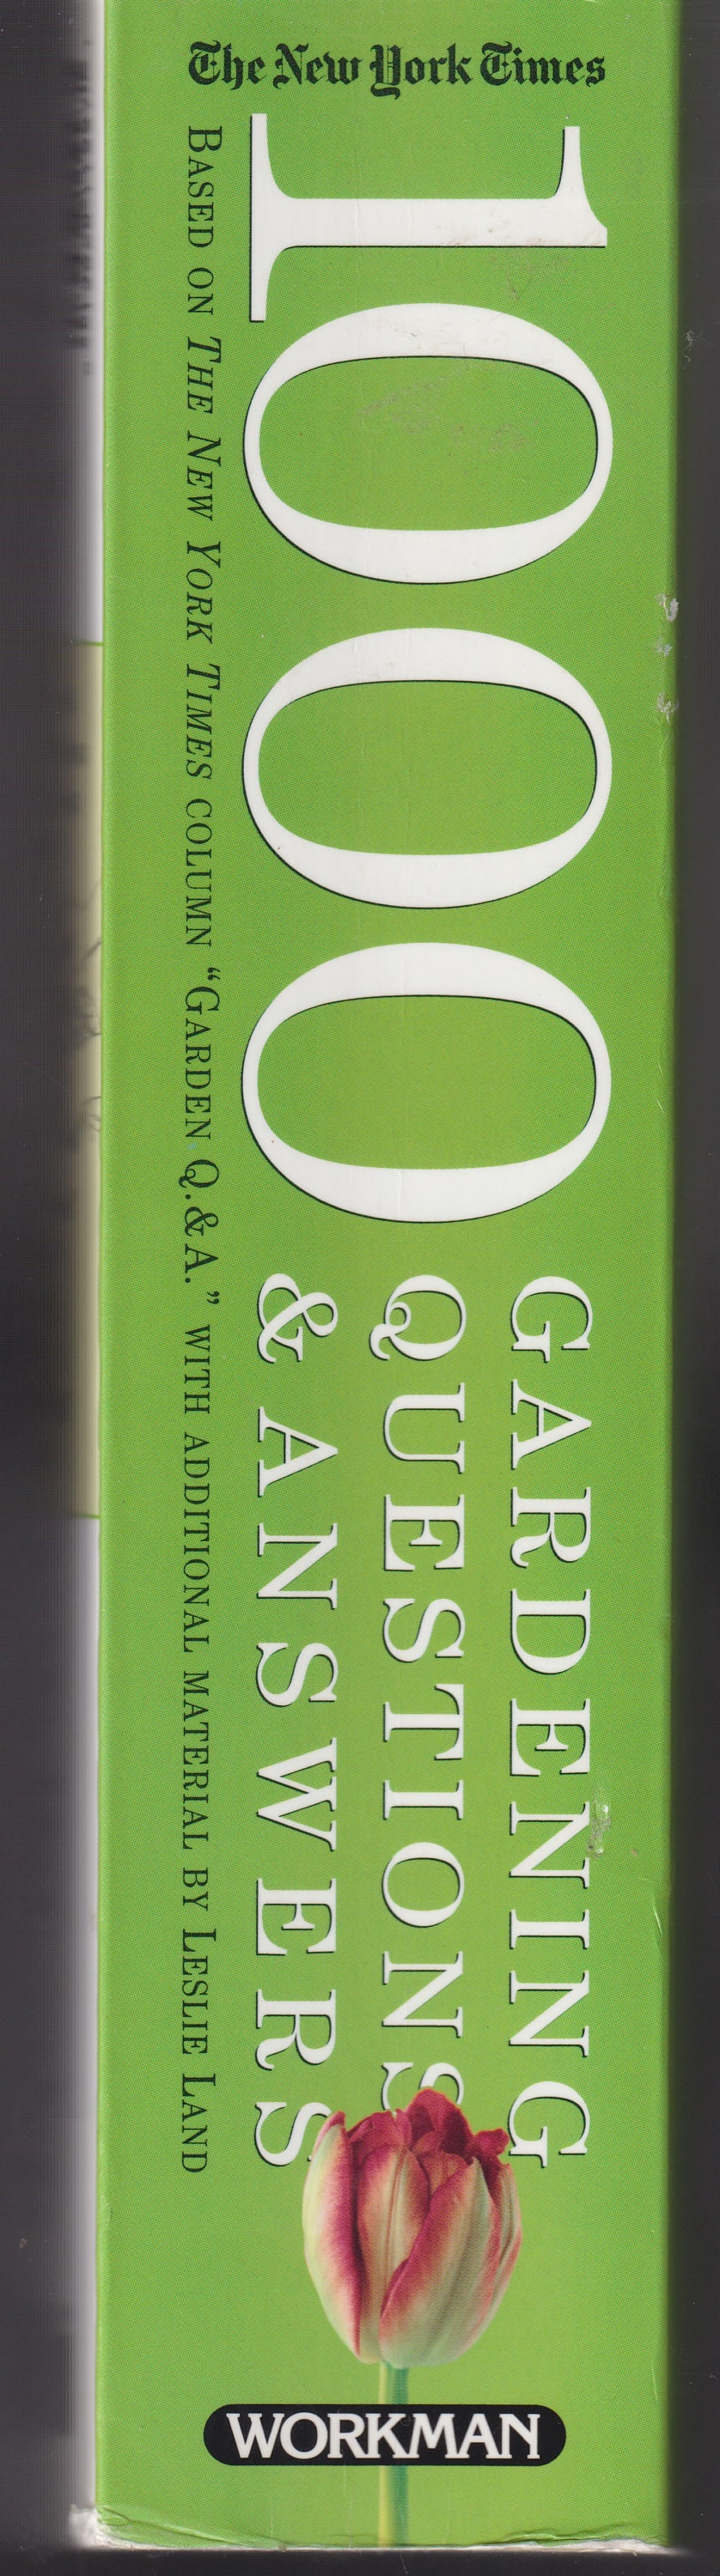 The New York Times
1000
GARDENING
QUESTIONS
& ANSWERS
BASED ON THE NEW YORK TIMES COLUMN “GARDEN Q.&A.” WITH ADDITIONAL MATERIAL BY LESLIE LAND
WORKMAN